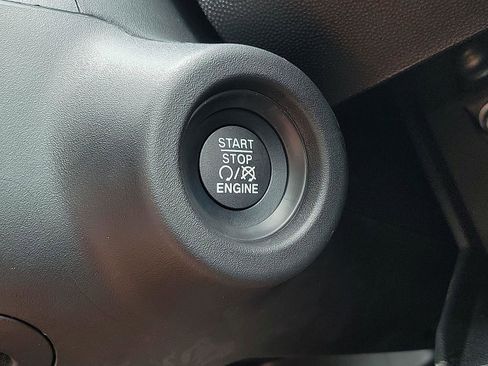 START
STOP
/
ENGINE